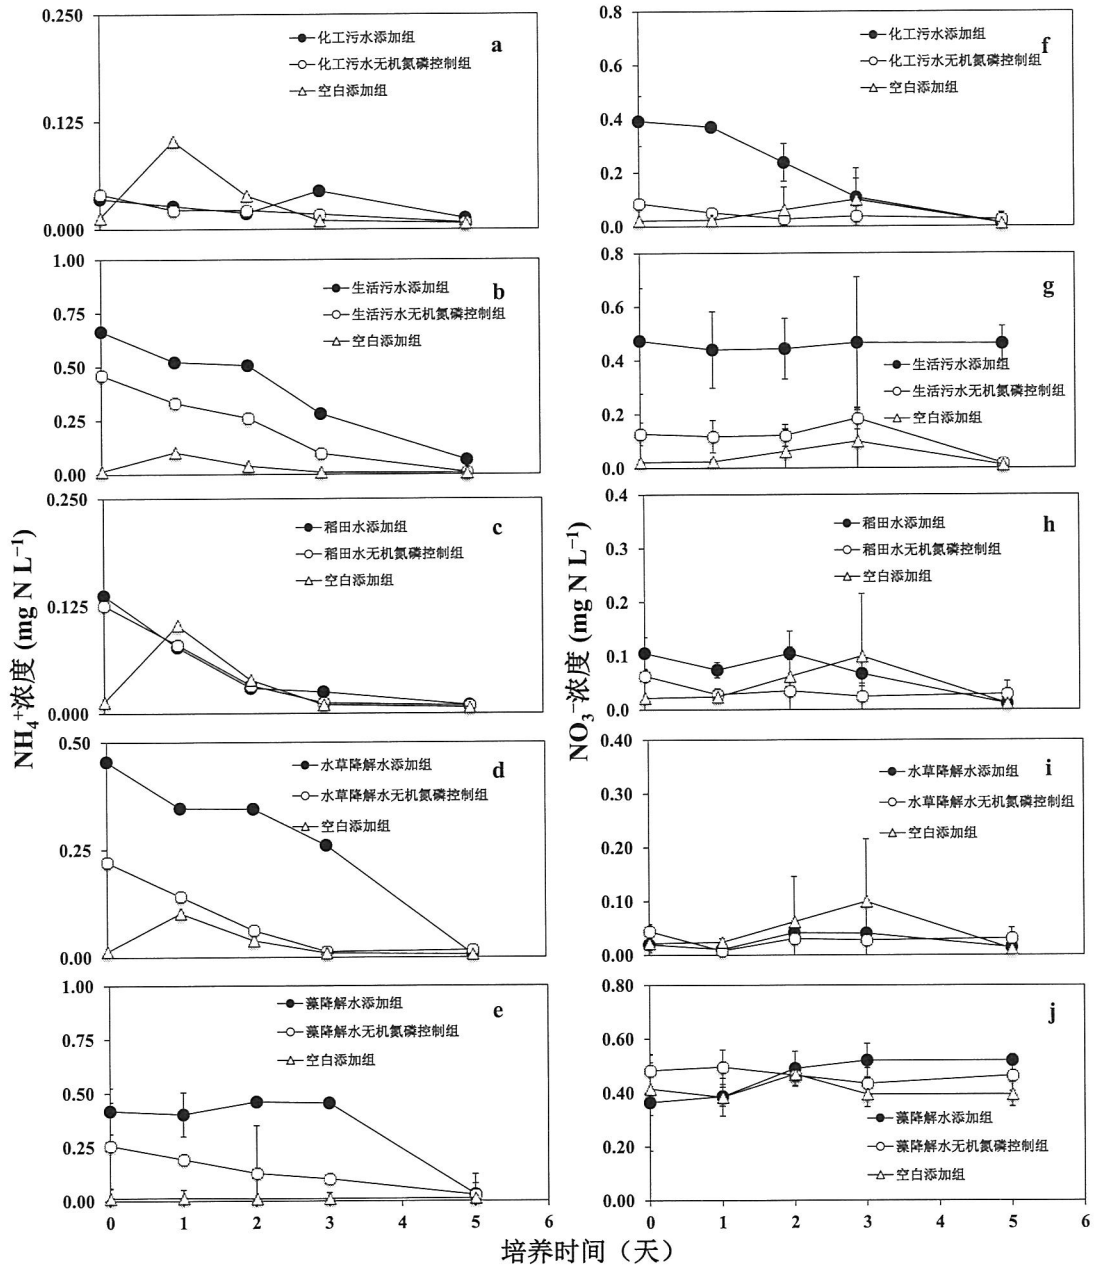 0.250
0.125
0.000
化工污水添加组
化工污水无机氮磷控制组
空白添加组
a
0.8
0.6
0.4
0.2
0.0
化工污水添加组
化工污水无机氮磷控制组
空白添加组
f
1.00
0.75
0.50
0.25
0.00
生活污水添加组
生活污水无机氮磷控制组
空白添加组
b
0.8
0.6
0.4
0.2
0.0
生活污水添加组
生活污水无机氮磷控制组
空白添加组
g
0.250
0.125
0.000
稻田水添加组
稻田水无机氮磷控制组
空白添加组
c
0.4
0.3
0.2
0.1
0.0
稻田水添加组
稻田水无机氮磷控制组
空白添加组
h
NH₄⁺浓度 (mg N L⁻¹)
NO₃⁻浓度 (mg N L⁻¹)
0.50
0.25
0.00
水草降解水添加组
水草降解水无机氮磷控制组
空白添加组
d
0.40
0.30
0.20
0.10
0.00
水草降解水添加组
水草降解水无机氮磷控制组
空白添加组
i
1.00
0.75
0.50
0.25
0.00
藻降解水添加组
藻降解水无机氮磷控制组
空白添加组
e
0 1 2 3 4 5 6
0.80
0.60
0.40
0.20
0.00
藻降解水添加组
藻降解水无机氮磷控制组
空白添加组
j
0 1 2 3 4 5 6
培养时间（天）